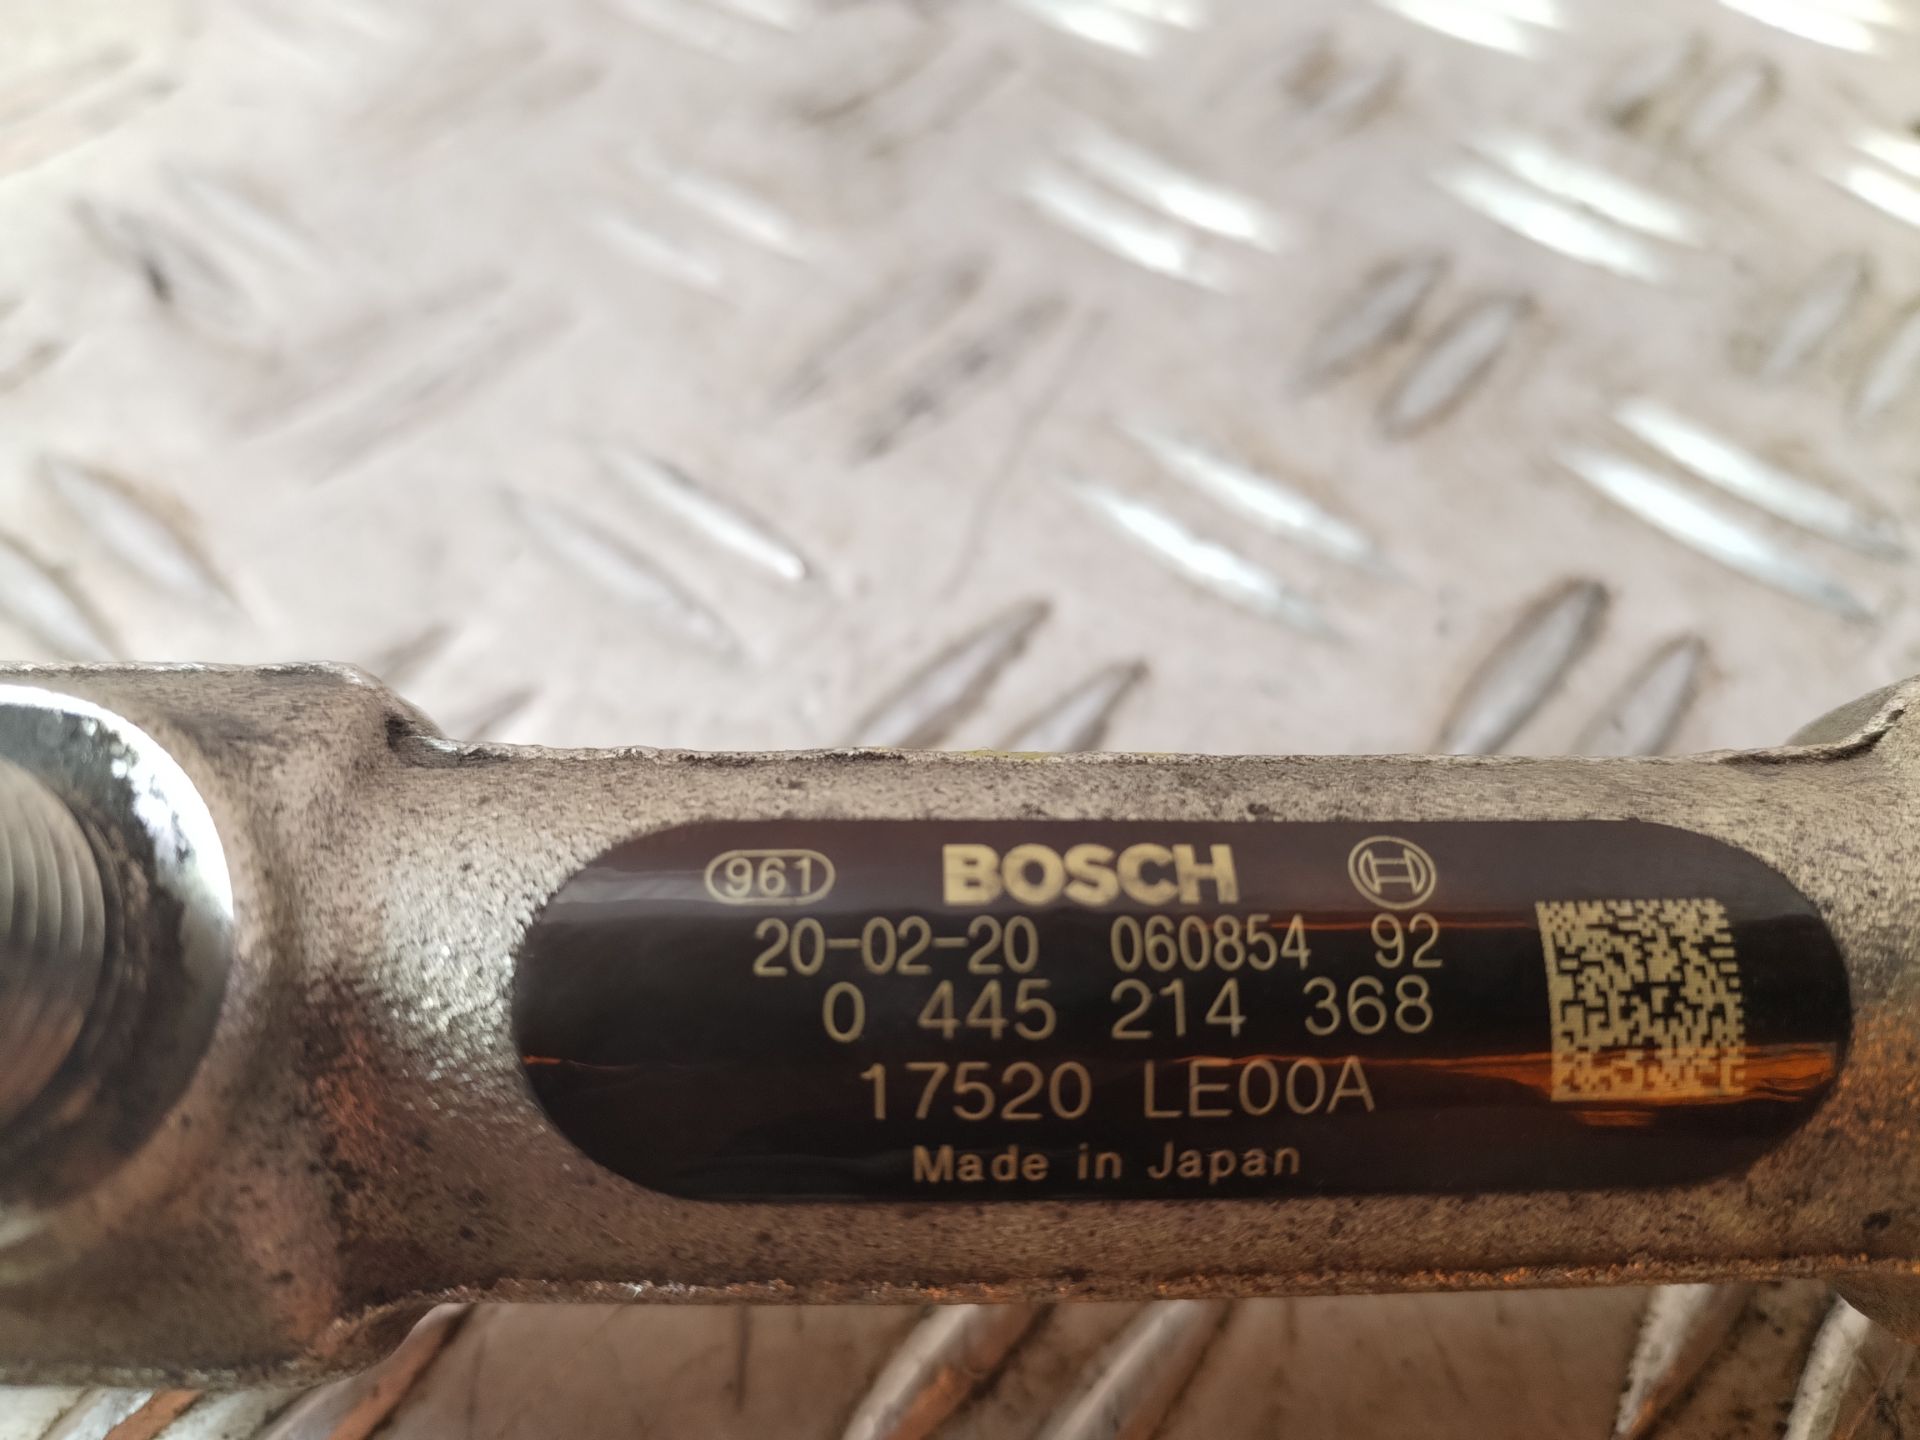 961 BOSCH
20-02-20 060854 92
0 445 214 368
17520 LE00A
Made in Japan